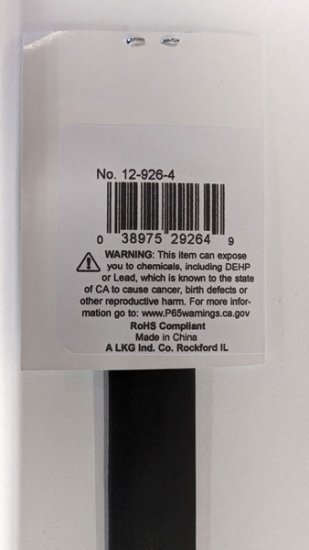 No. 12-926-4
0 38975 29264 9
WARNING: This item can expose
you to chemicals, including DEHP
or Lead, which is known to the state
of CA to cause cancer, birth defects or
other reproductive harm. For more infor-
mation go to: www.P65warnings.ca.gov
RoHS Compliant
Made in China
A LKG Ind. Co. Rockford IL